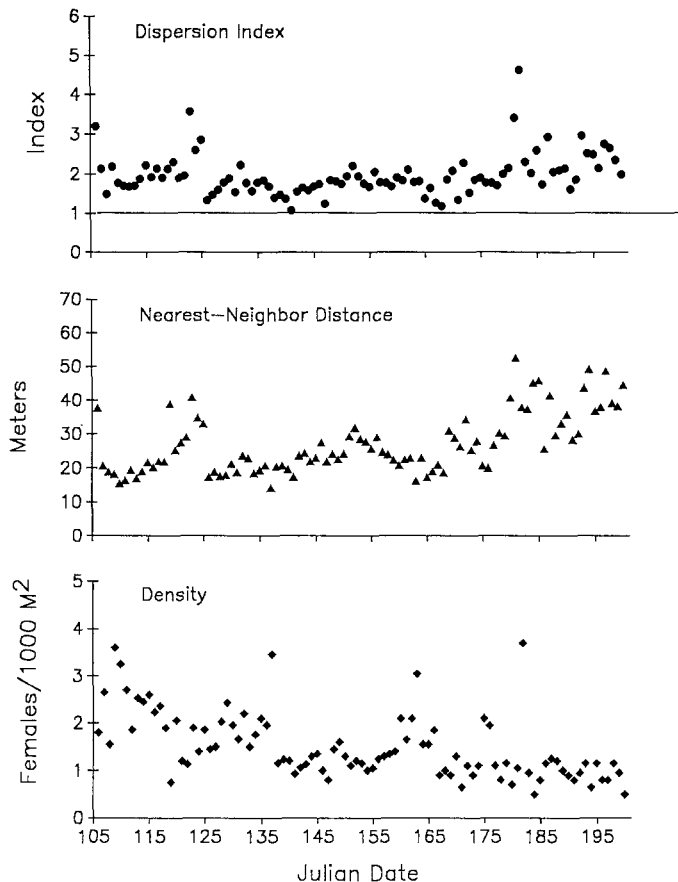 6
Dispersion Index
5
4
3
2
1
0
Index
70
Nearest-Neighbor Distance
60
50
40
30
20
10
0
Meters
5
Density
4
3
2
1
0
Females/1000 M²
105 115 125 135 145 155 165 175 185 195
Julian Date